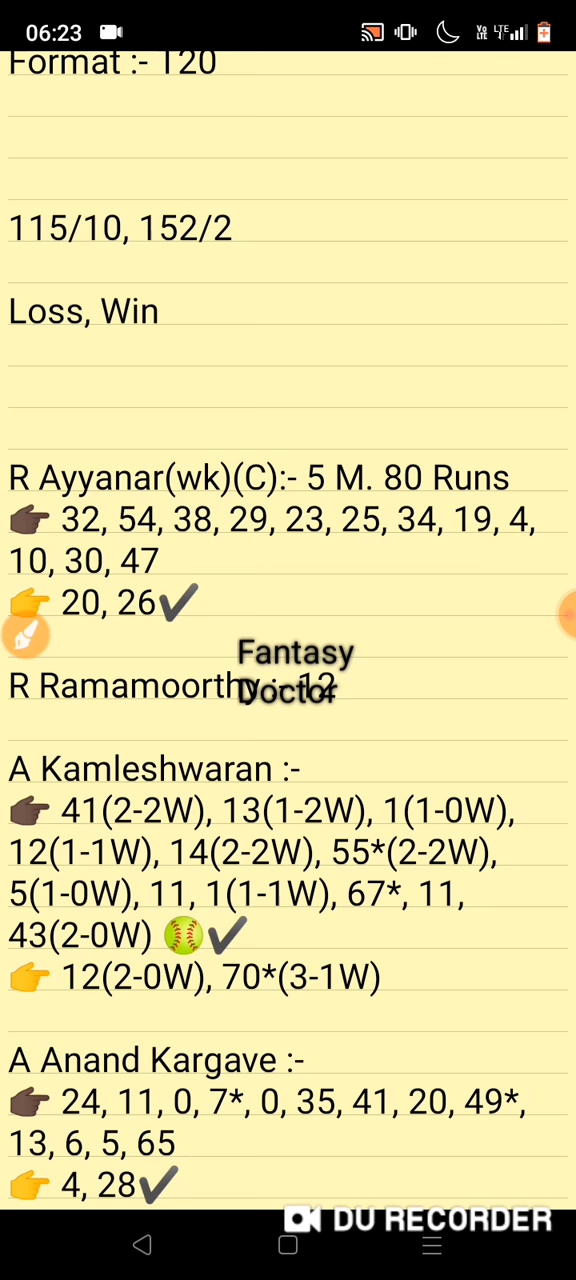 06:23
Format :- T20
115/10, 152/2
Loss, Win
R Ayyanar(wk)(C):- 5 M. 80 Runs
32, 54, 38, 29, 23, 25, 34, 19, 4,
10, 30, 47
20, 26✔
Fantasy
Doctor
R Ramamoorthy :- 12
A Kamleshwaran :-
41(2-2W), 13(1-2W), 1(1-0W),
12(1-1W), 14(2-2W), 55*(2-2W),
5(1-0W), 11, 1(1-1W), 67*, 11,
43(2-0W) 🥎✔
12(2-0W), 70*(3-1W)
A Anand Kargave :-
24, 11, 0, 7*, 0, 35, 41, 20, 49*,
13, 6, 5, 65
4, 28✔
DU RECORDER